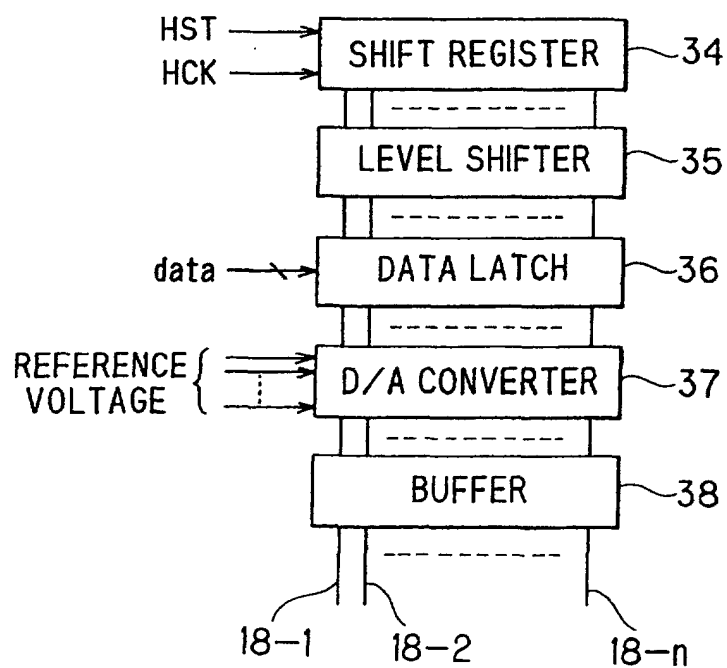 HST
SHIFT REGISTER
34
HCK
LEVEL SHIFTER
35
data
DATA LATCH
36
REFERENCE
VOLTAGE
D/A CONVERTER
37
BUFFER
38
18-1
18-2
18-n